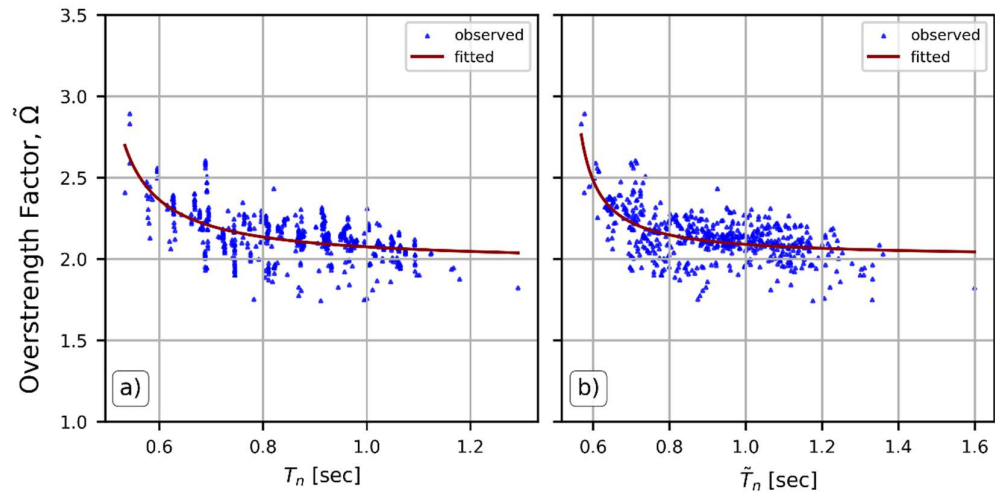 Overstrength Factor, Ω̃
3.5
3.0
2.5
2.0
1.5
1.0
observed
fitted
a)
0.6 0.8 1.0 1.2
Tₙ [sec]
observed
fitted
b)
0.6 0.8 1.0 1.2 1.4 1.6
T̃ₙ [sec]